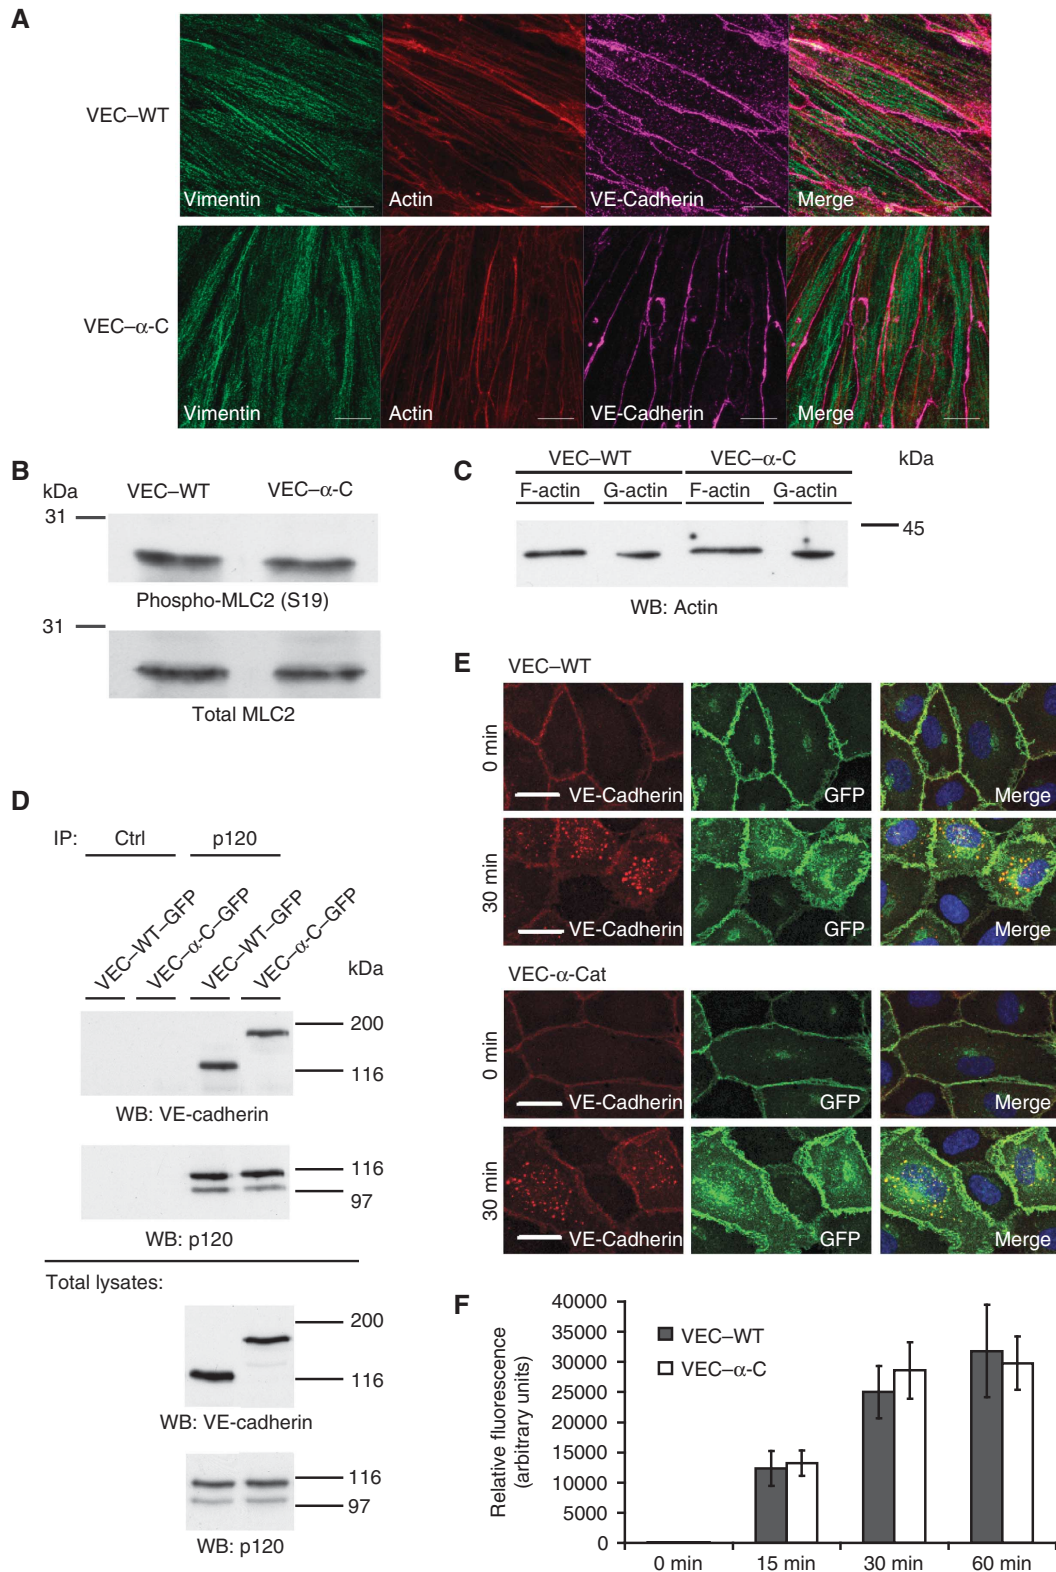 A
VEC–WT
Vimentin
Actin
VE-Cadherin
Merge
VEC–α-C
Vimentin
Actin
VE-Cadherin
Merge
B
kDa
VEC–WT
VEC–α-C
31
Phospho-MLC2 (S19)
31
Total MLC2
C
VEC–WT
VEC–α-C
kDa
F-actin
G-actin
F-actin
G-actin
45
WB: Actin
D
IP:
Ctrl
p120
VEC–WT–GFP
VEC–α-C–GFP
VEC–WT–GFP
VEC–α-C–GFP
kDa
200
116
WB: VE-cadherin
116
97
WB: p120
Total lysates:
200
116
WB: VE-cadherin
116
97
WB: p120
E
VEC–WT
0 min
VE-Cadherin
GFP
Merge
30 min
VE-Cadherin
GFP
Merge
VEC-α-Cat
0 min
VE-Cadherin
GFP
Merge
30 min
VE-Cadherin
GFP
Merge
F
Relative fluorescence
(arbitrary units)
40000
35000
30000
25000
20000
15000
10000
5000
0
VEC–WT
VEC–α-C
0 min
15 min
30 min
60 min